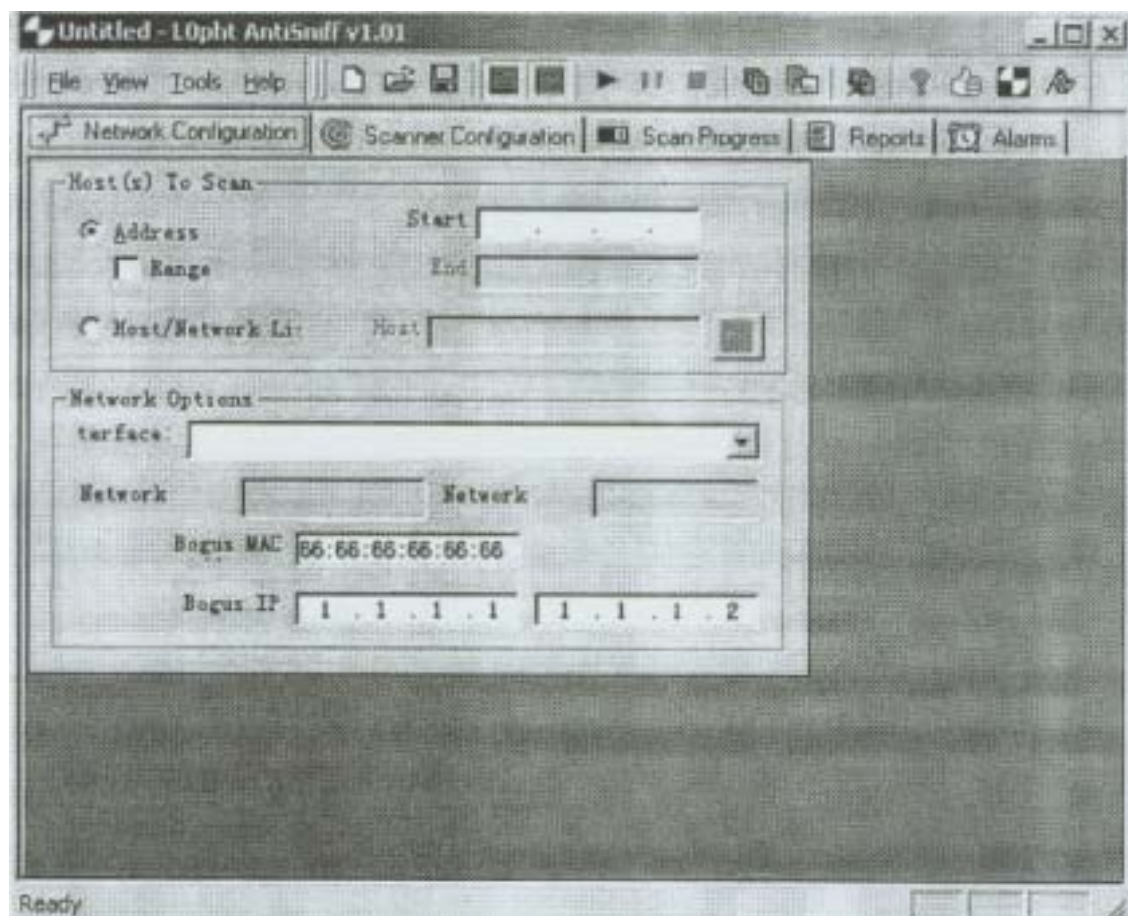 Untitled - L0pht AntiSniff v1.01
File View Tools Help
Network Configuration Scanner Configuration Scan Progress Reports Alarms
Host(s) To Scan
Address Start . . .
Range End
Host/Network Li: Host
Network Options
terface:
Network Network
Bogus MAC 66:66:66:66:66:66
Bogus IP 1 . 1 . 1 . 1 1 . 1 . 1 . 2
Ready